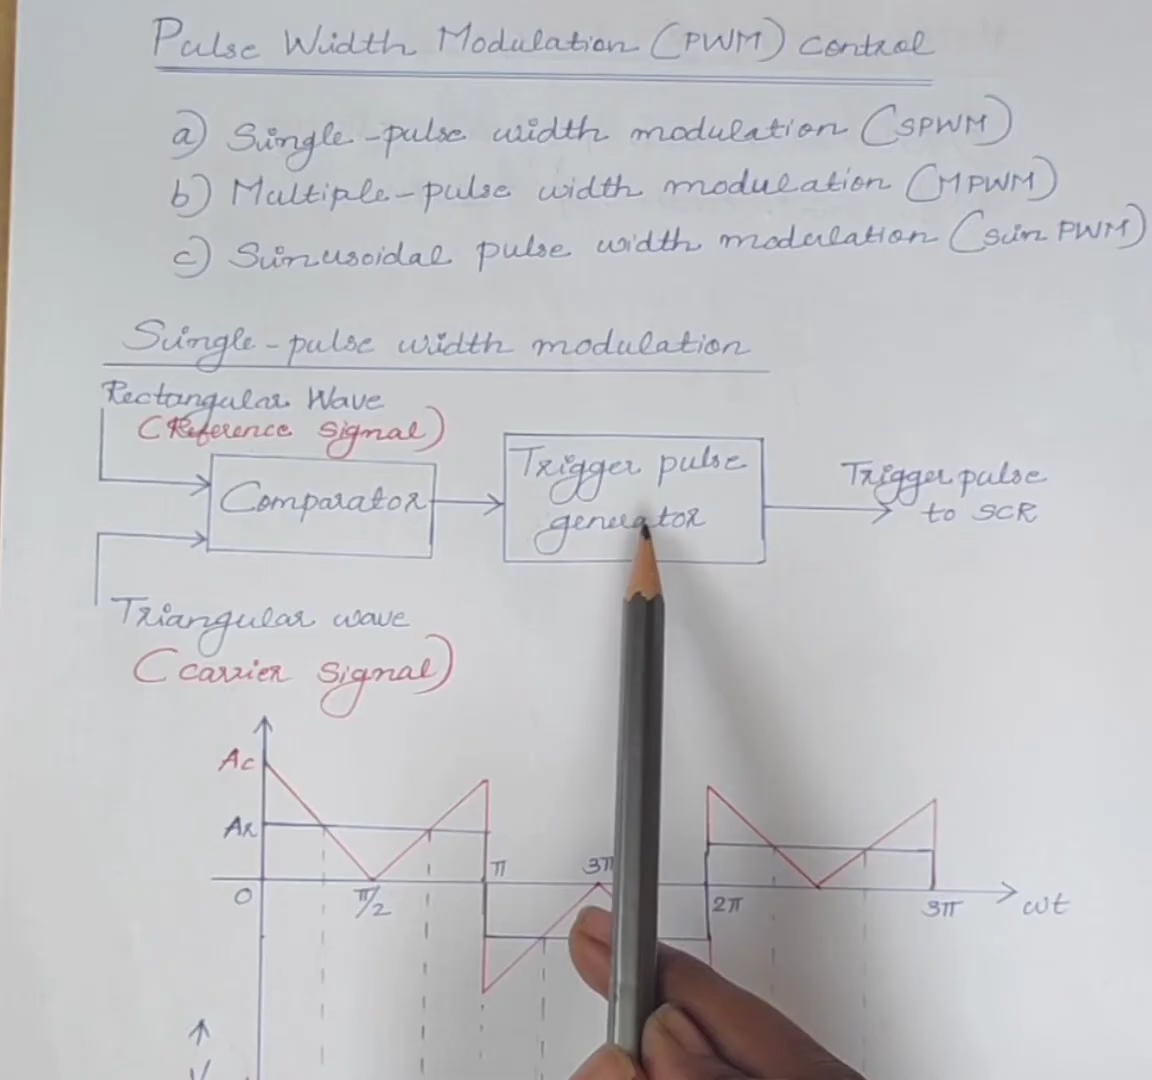 Pulse Width Modulation (PWM) control
a) Single-pulse width modulation (SPWM)
b) Multiple-pulse width modulation (MPWM)
c) Sinusoidal pulse width modulation (sin PWM)
Single-pulse width modulation
Rectangular Wave
(Reference signal)
Comparator
Trigger pulse
generator
Trigger pulse
to SCR
Triangular wave
(carrier signal)
Ac
Ar
0
π/2
π
3π
2π
3π
ωt